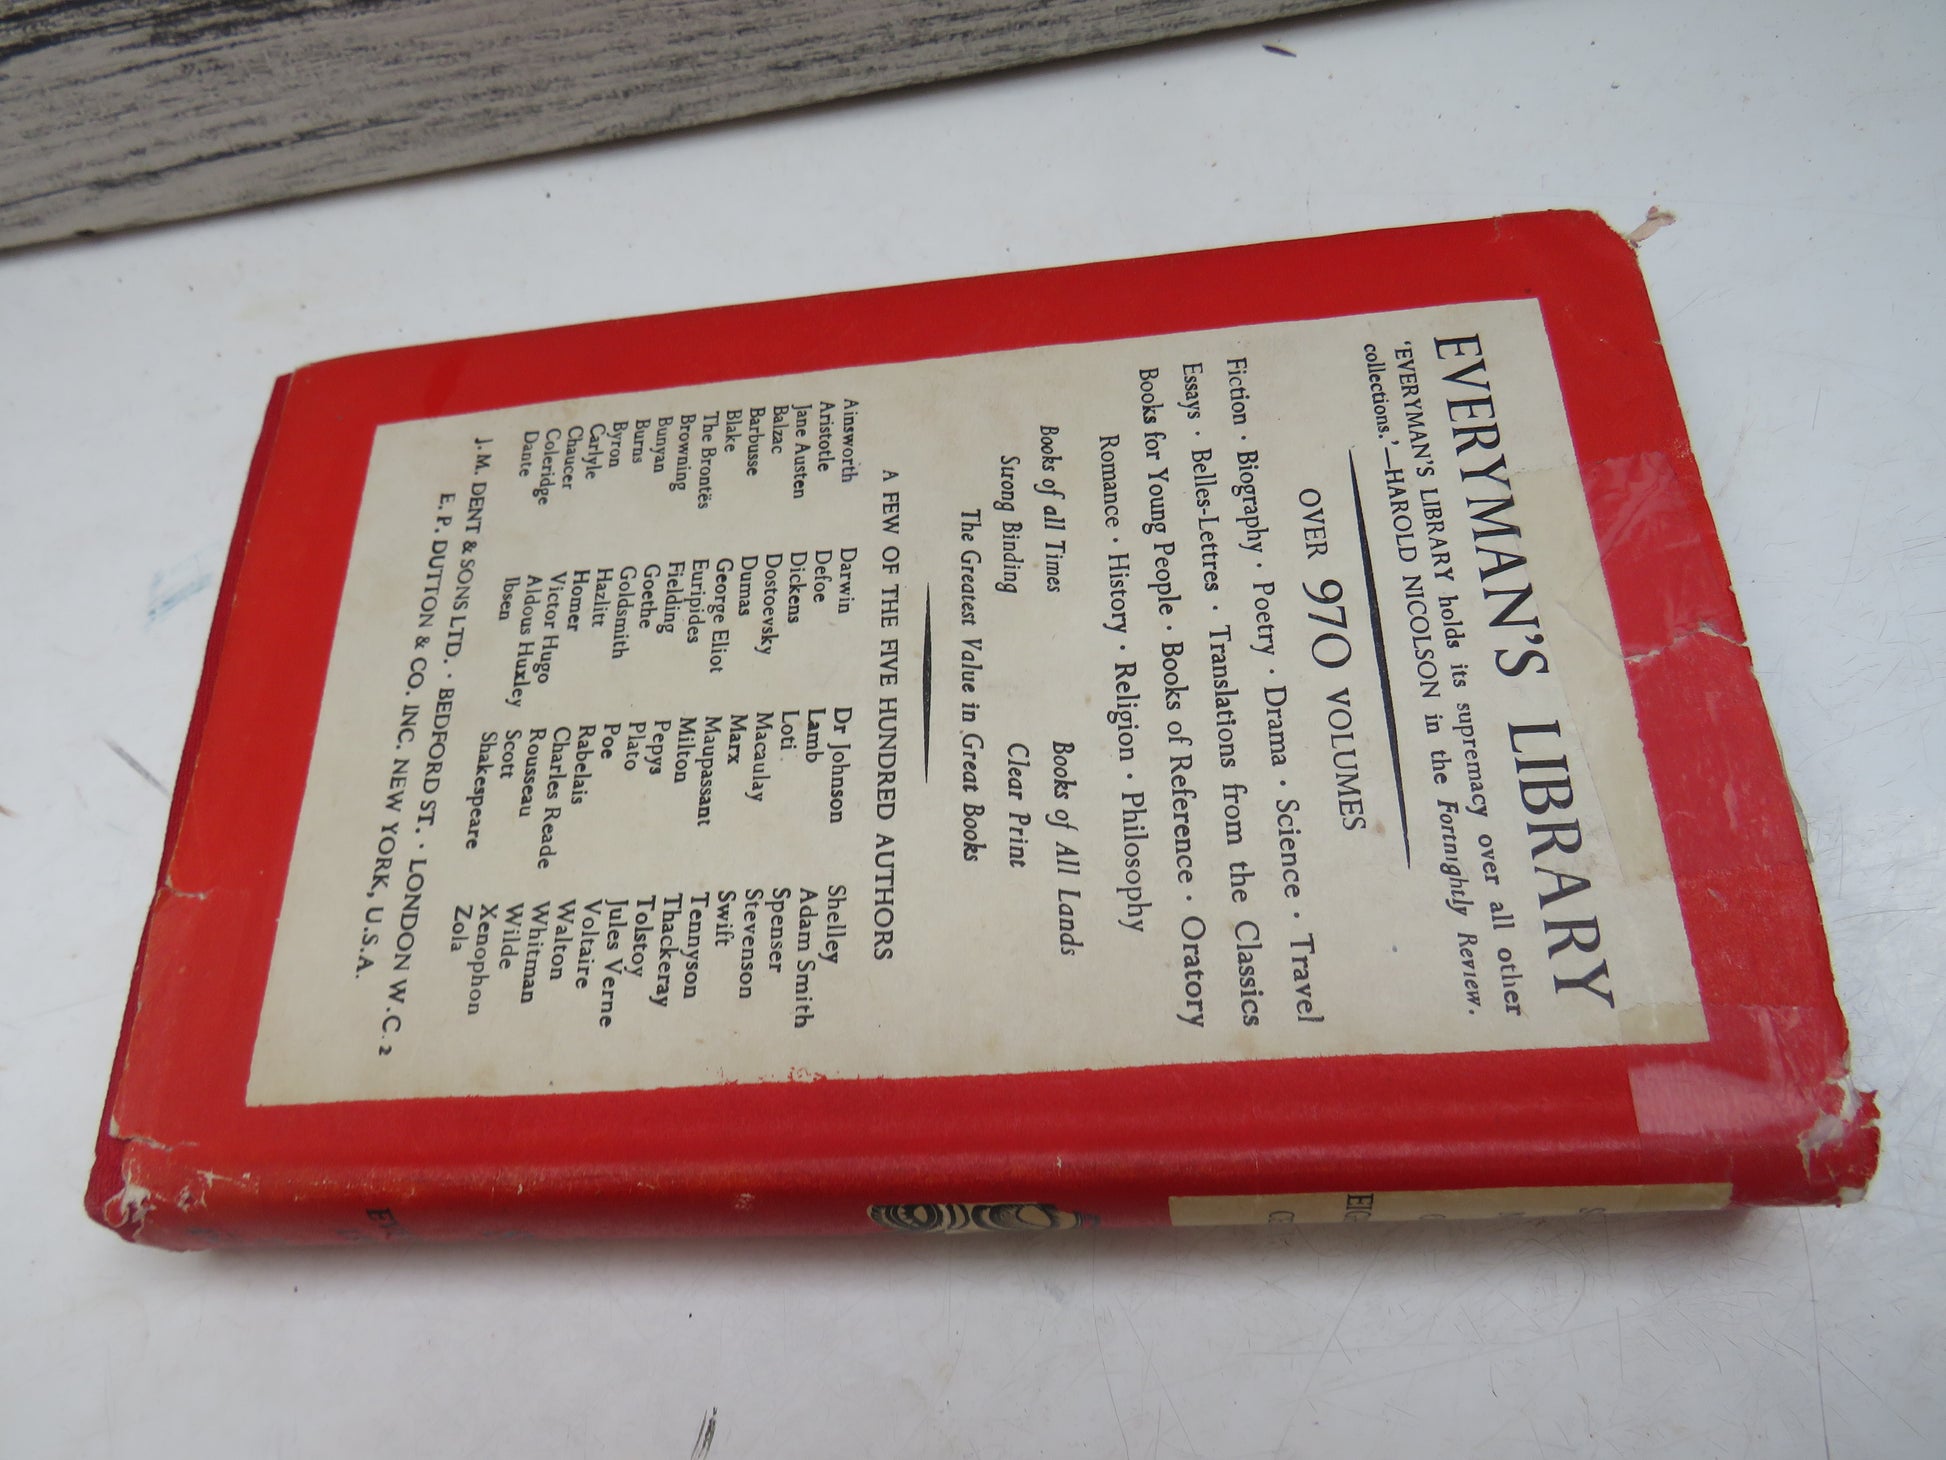 EVERYMAN'S LIBRARY
'EVERYMAN'S LIBRARY holds its supremacy over all other
collections.'—HAROLD NICOLSON in the Fortnightly Review.
OVER 970 VOLUMES
Fiction · Biography · Poetry · Drama · Science · Travel
Essays · Belles-Lettres · Translations from the Classics
Books for Young People · Books of Reference · Oratory
Romance · History · Religion · Philosophy
Books of all Times Books of All Lands
Strong Binding Clear Print
The Greatest Value in Great Books
A FEW OF THE FIVE HUNDRED AUTHORS
Ainsworth
Aristotle
Jane Austen
Balzac
Barbusse
Blake
The Brontës
Browning
Bunyan
Burns
Byron
Carlyle
Chaucer
Coleridge
Dante
Darwin
Defoe
Dickens
Dostoevsky
Dumas
George Eliot
Euripides
Fielding
Goethe
Goldsmith
Hazlitt
Homer
Victor Hugo
Aldous Huxley
Ibsen
Dr Johnson
Lamb
Loti
Macaulay
Marx
Maupassant
Milton
Pepys
Plato
Poe
Rabelais
Charles Reade
Rousseau
Scott
Shakespeare
Shelley
Adam Smith
Spenser
Stevenson
Swift
Tennyson
Thackeray
Tolstoy
Jules Verne
Voltaire
Walton
Whitman
Wilde
Xenophon
Zola
J. M. DENT & SONS LTD. · BEDFORD ST. · LONDON W.C. 2
E. P. DUTTON & CO. INC. NEW YORK, U.S.A.